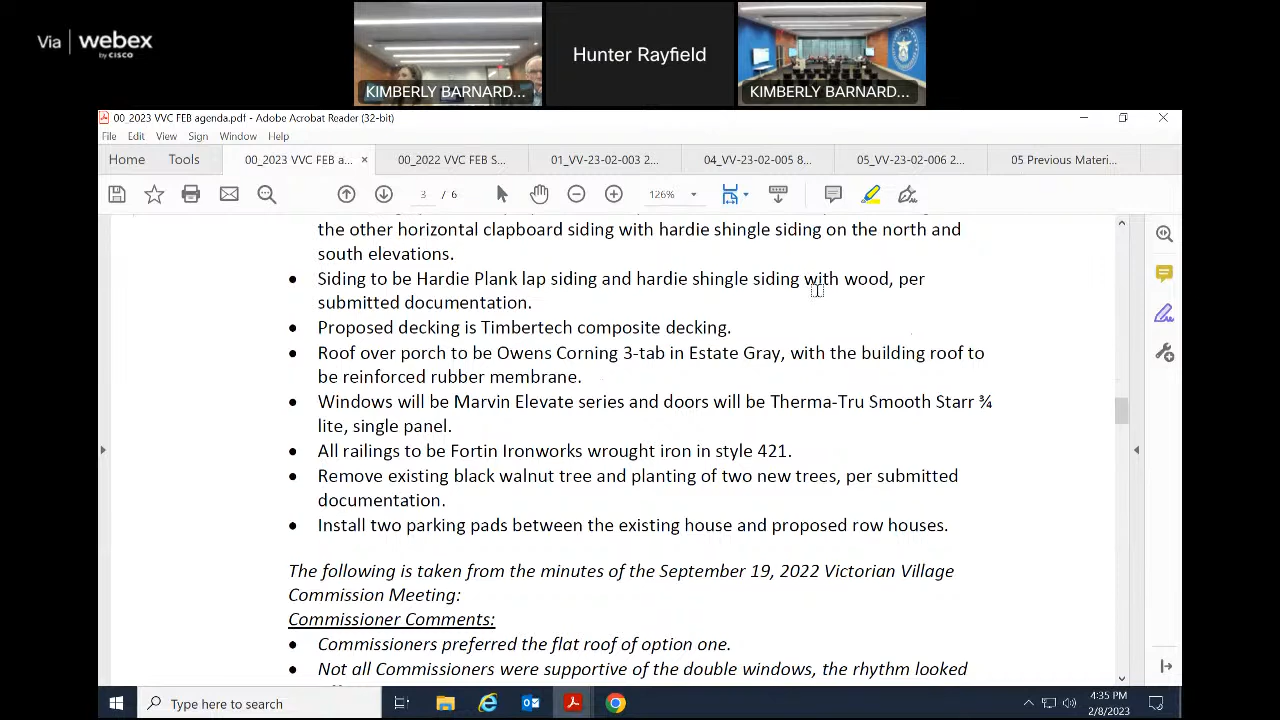 Via webex
by CISCO
KIMBERLY BARNARD...
Hunter Rayfield
KIMBERLY BARNARD...
00_2023 VVC FEB agenda.pdf - Adobe Acrobat Reader (32-bit)
File Edit View Sign Window Help
Home Tools 00_2023 VVC FEB a... × 00_2022 VVC FEB S... 01_VV-23-02-003 2... 04_VV-23-02-005 8... 05_VV-23-02-006 2... 05 Previous Materi...
3 / 6 126%
the other horizontal clapboard siding with hardie shingle siding on the north and
south elevations.
• Siding to be Hardie Plank lap siding and hardie shingle siding with wood, per
submitted documentation.
• Proposed decking is Timbertech composite decking.
• Roof over porch to be Owens Corning 3-tab in Estate Gray, with the building roof to
be reinforced rubber membrane.
• Windows will be Marvin Elevate series and doors will be Therma-Tru Smooth Starr ¾
lite, single panel.
• All railings to be Fortin Ironworks wrought iron in style 421.
• Remove existing black walnut tree and planting of two new trees, per submitted
documentation.
• Install two parking pads between the existing house and proposed row houses.
The following is taken from the minutes of the September 19, 2022 Victorian Village
Commission Meeting:
Commissioner Comments:
• Commissioners preferred the flat roof of option one.
• Not all Commissioners were supportive of the double windows, the rhythm looked
Type here to search
4:35 PM
2/8/2023